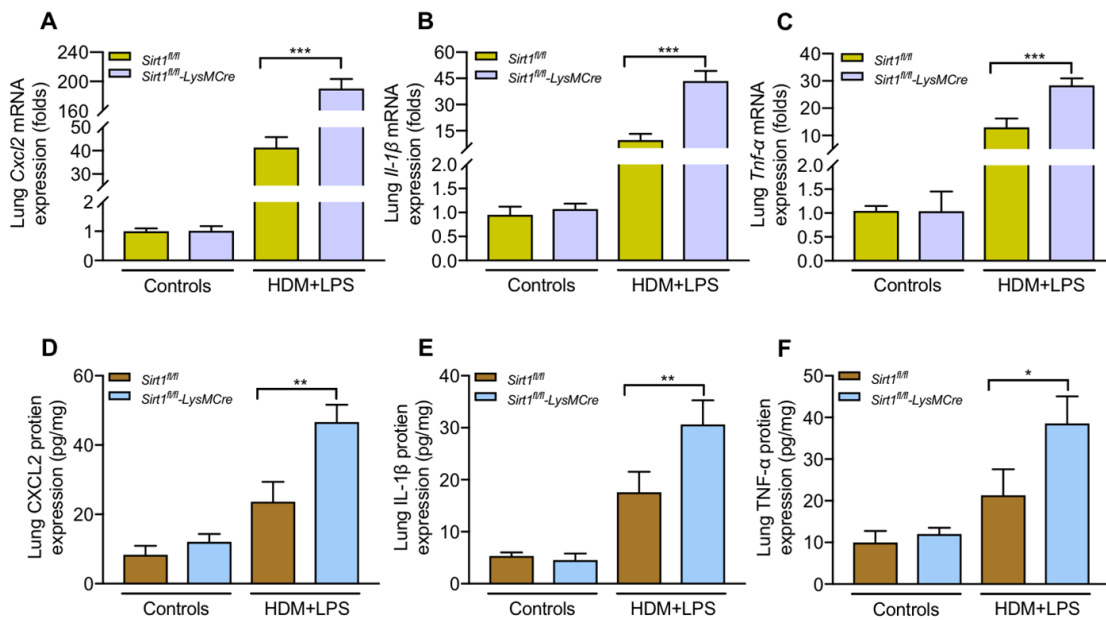 A
Lung Cxcl2 mRNA
expression (folds)
240
200
160
50
40
30
2
1
0
Sirt1fl/fl
Sirt1fl/fl-LysMCre
***
Controls
HDM+LPS
B
Lung Il-1β mRNA
expression (folds)
60
45
30
15
2.0
1.5
1.0
0.5
0.0
Sirt1fl/fl
Sirt1fl/fl-LysMCre
***
Controls
HDM+LPS
C
Lung Tnf-α mRNA
expression (folds)
40
30
20
10
2.0
1.5
1.0
0.5
0.0
Sirt1fl/fl
Sirt1fl/fl-LysMCre
***
Controls
HDM+LPS
D
Lung CXCL2 protien
expression (pg/mg)
60
40
20
0
Sirt1fl/fl
Sirt1fl/fl-LysMCre
**
Controls
HDM+LPS
E
Lung IL-1β protien
expression (pg/mg)
40
30
20
10
0
Sirt1fl/fl
Sirt1fl/fl-LysMCre
**
Controls
HDM+LPS
F
Lung TNF-α protien
expression (pg/mg)
50
40
30
20
10
0
Sirt1fl/fl
Sirt1fl/fl-LysMCre
*
Controls
HDM+LPS